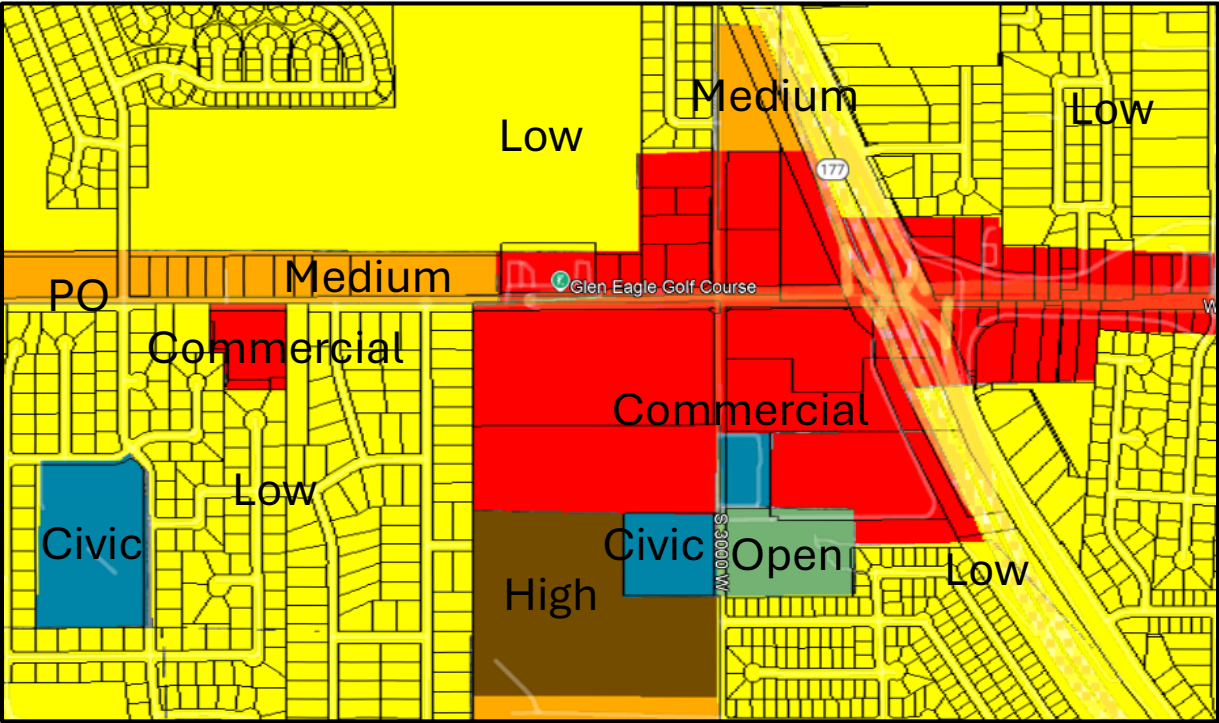 Medium
Low
Low
177
PO
Medium
Glen Eagle Golf Course
W
Commercial
Commercial
Low
Civic
Civic
S 3000 W
Open
High
Low